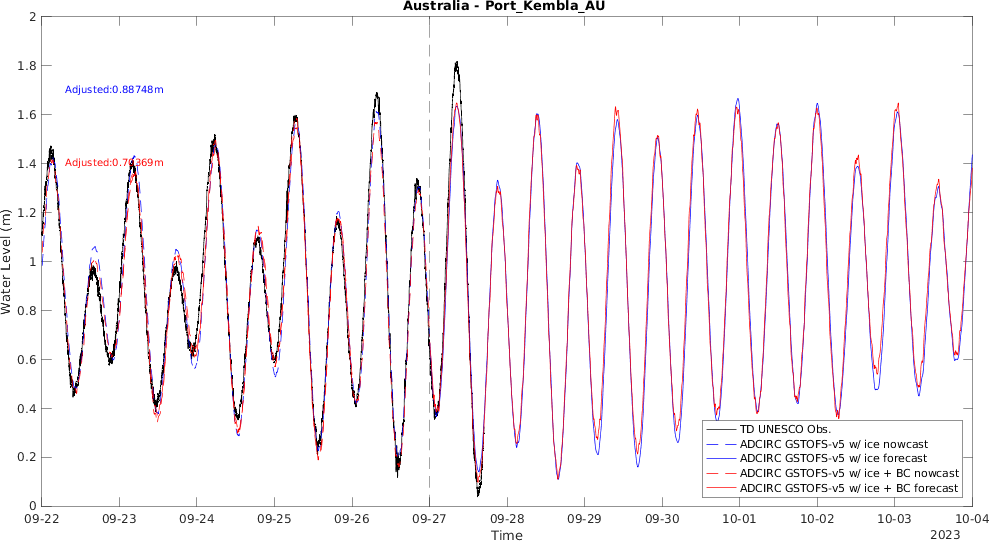 Australia - Port_Kembla_AU
2
1.8
1.6
1.4
1.2
1
0.8
0.6
0.4
0.2
0
Water Level (m)
Adjusted:0.88748m
TD UNESCO Obs.
ADCIRC GSTOFS-v5 w/ ice nowcast
ADCIRC GSTOFS-v5 w/ ice forecast
ADCIRC GSTOFS-v5 w/ ice + BC nowcast
ADCIRC GSTOFS-v5 w/ ice + BC forecast
09-22
09-23
09-24
09-25
09-26
09-27
09-28
09-29
09-30
10-01
10-02
10-03
10-04
Time
2023